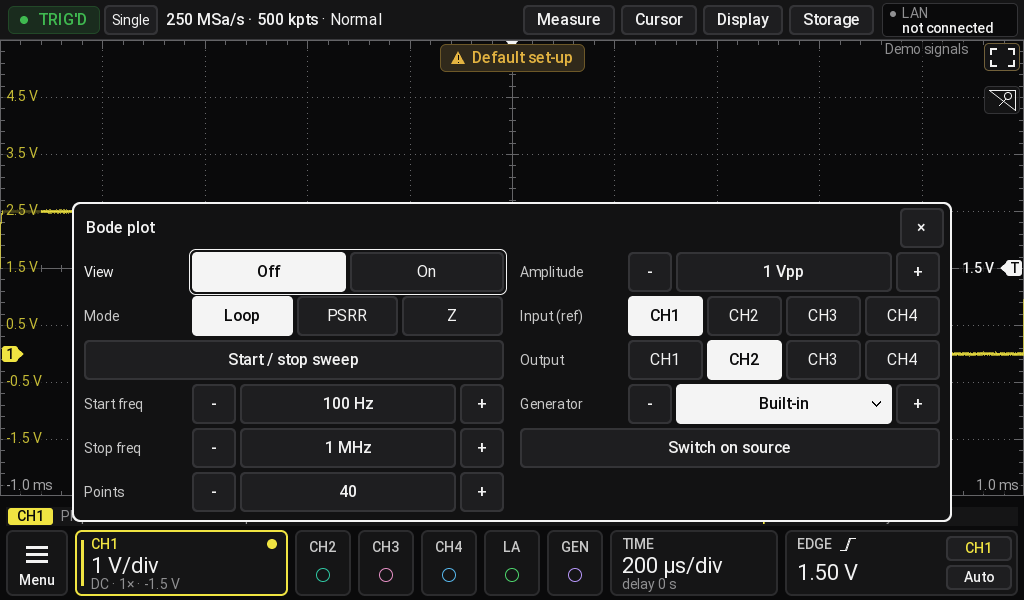 TRIG'D
Single
250 MSa/s · 500 kpts · Normal
Measure
Cursor
Display
Storage
LAN
not connected
Demo signals
Default set-up
4.5 V
3.5 V
2.5 V
1.5 V
0.5 V
-0.5 V
-1.5 V
-1.0 ms
1.0 ms
1
1.5 V
T
Bode plot
×
View
Off
On
Mode
Loop
PSRR
Z
Start / stop sweep
Start freq
-
100 Hz
+
Stop freq
-
1 MHz
+
Points
-
40
+
Amplitude
-
1 Vpp
+
Input (ref)
CH1
CH2
CH3
CH4
Output
CH1
CH2
CH3
CH4
Generator
-
Built-in
+
Switch on source
CH1
Menu
CH1
1 V/div
DC · 1× · -1.5 V
CH2
CH3
CH4
LA
GEN
TIME
200 µs/div
delay 0 s
EDGE
1.50 V
CH1
Auto